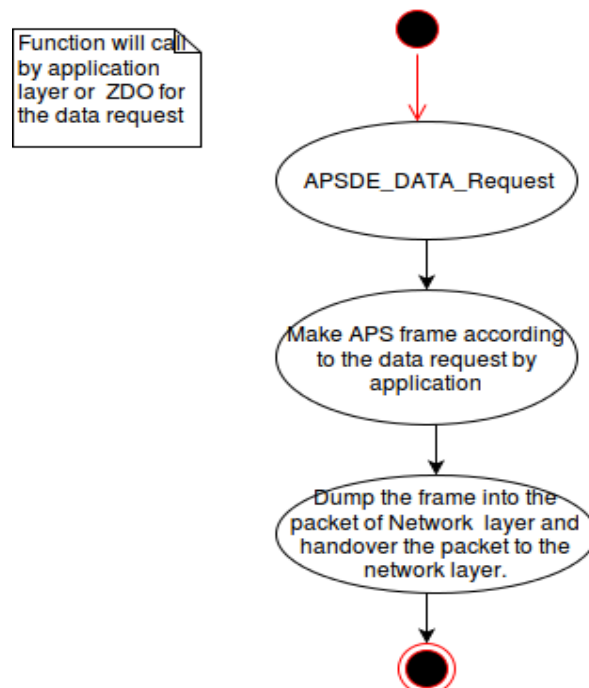 Function will call
by application
layer or ZDO for
the data request
APSDE_DATA_Request
Make APS frame according
to the data request by
application
Dump the frame into the
packet of Network layer and
handover the packet to the
network layer.